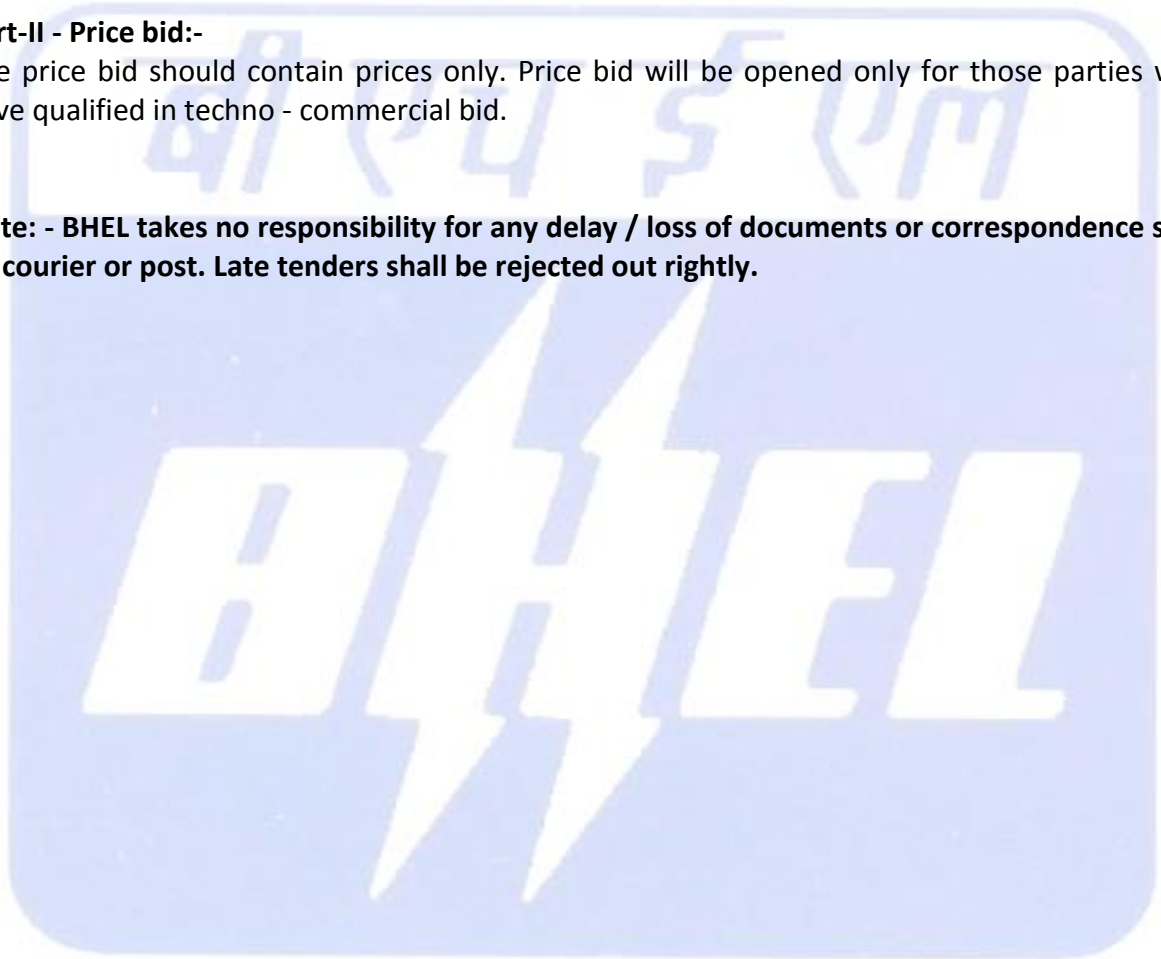 rt-II - Price bid:-
e price bid should contain prices only. Price bid will be opened only for those parties
ve qualified in techno - commercial bid.
बी एच ई एल
te: - BHEL takes no responsibility for any delay / loss of documents or correspondence s
courier or post. Late tenders shall be rejected out rightly.
BHEL